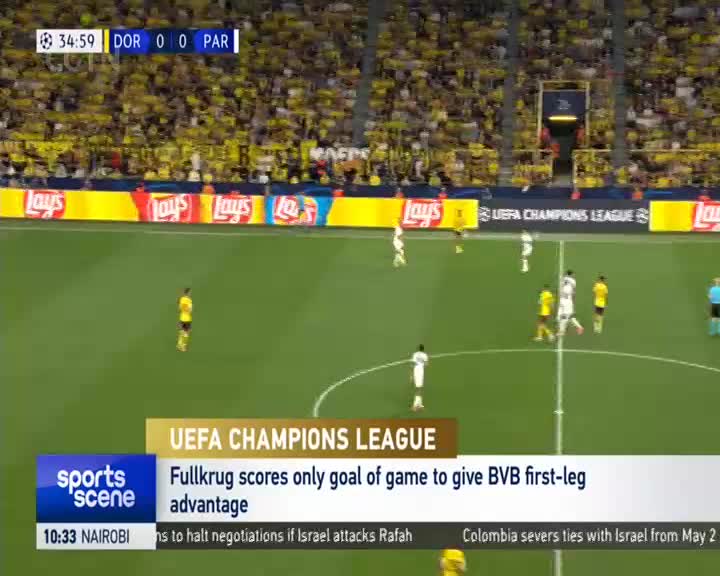 34:59 DOR 0 0 PAR
CGTN
Lay's Lay's Lay's Lay's Lay's UEFA CHAMPIONS LEAGUE Lay's
UEFA CHAMPIONS LEAGUE
Fullkrug scores only goal of game to give BVB first-leg
advantage
sports
scene
10:33 NAIROBI
ns to halt negotiations if Israel attacks Rafah Colombia severs ties with Israel from May 2